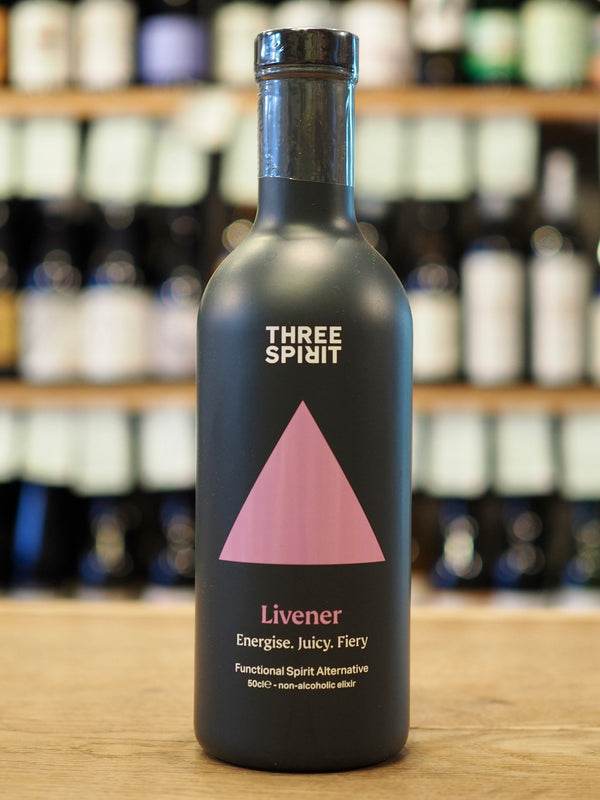 THREE
SPIRIT
Livener
Energise. Juicy. Fiery
Functional Spirit Alternative
50cl℮ - non-alcoholic elixir